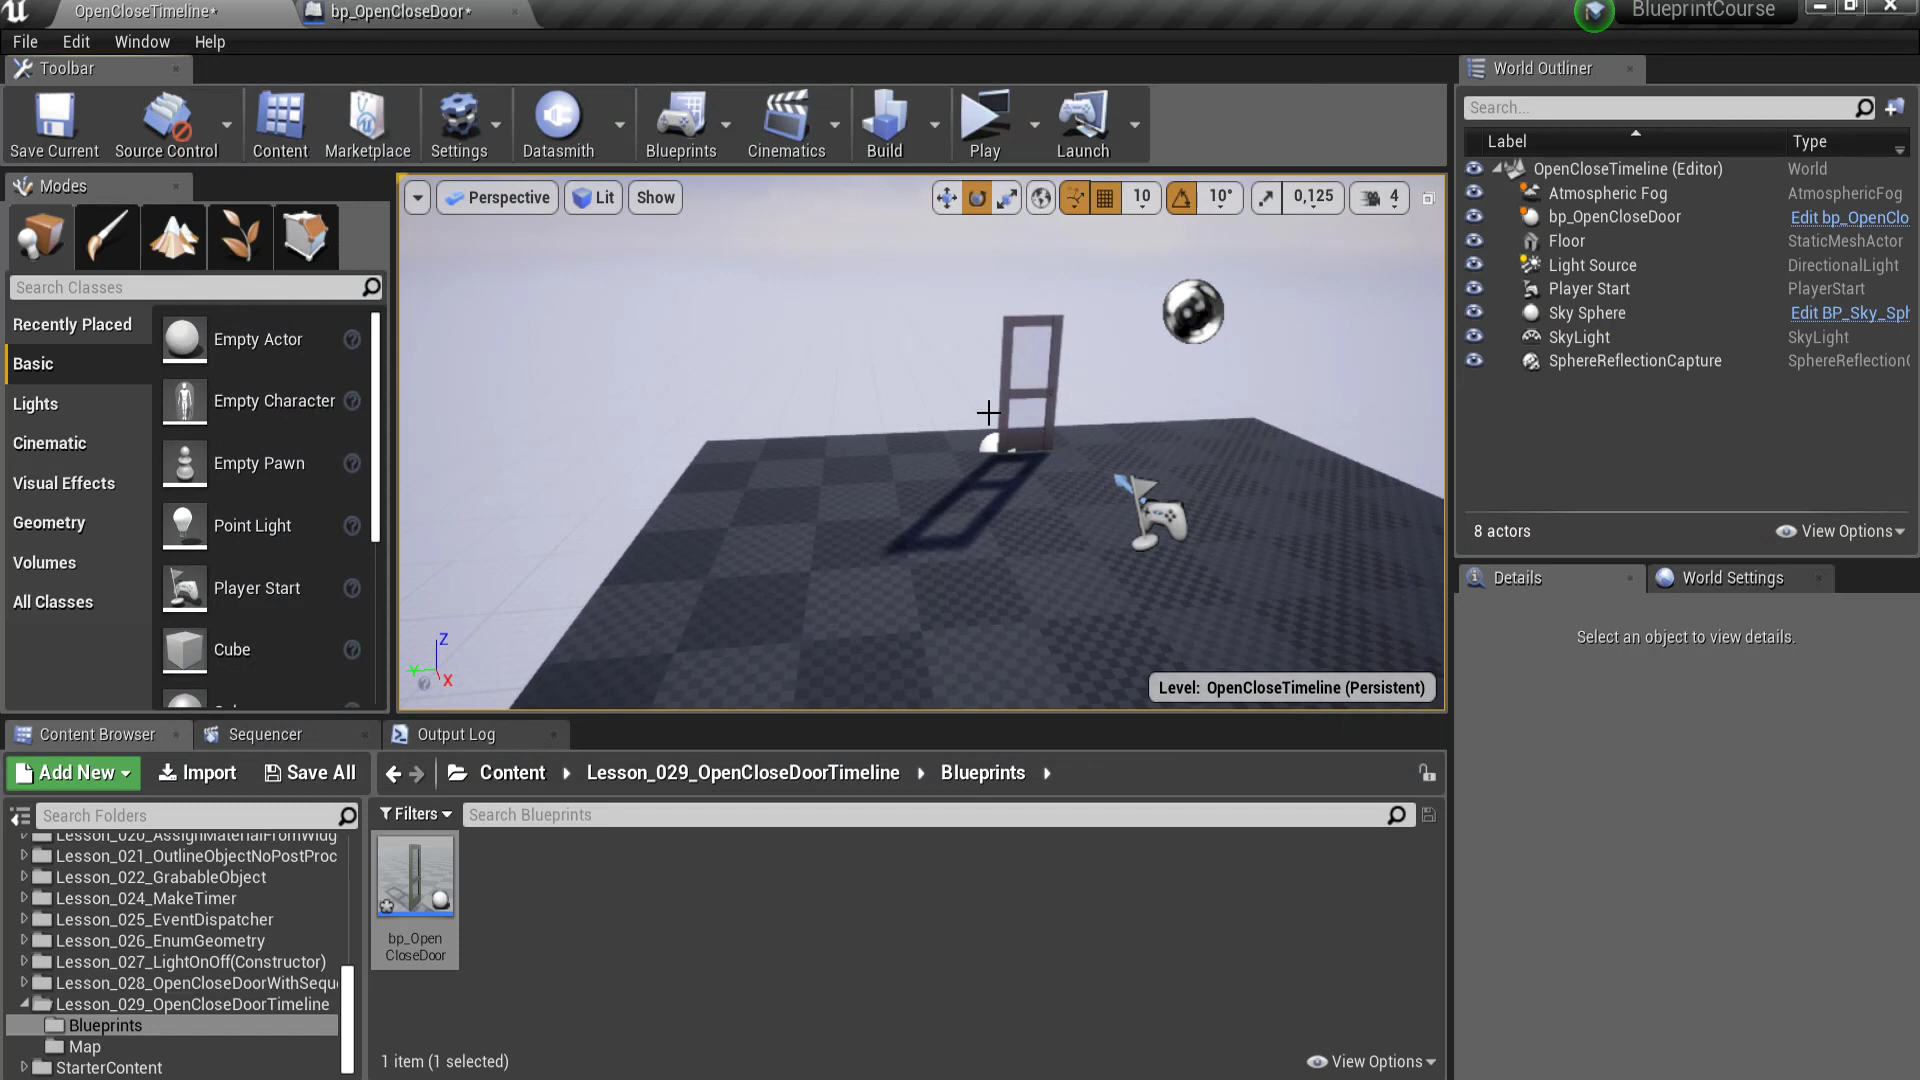 OpenCloseTimeline*
bp_OpenCloseDoor*
BlueprintCourse
File
Edit
Window
Help
Toolbar
Save Current
Source Control
Content
Marketplace
Settings
Datasmith
Blueprints
Cinematics
Build
Play
Launch
Modes
Search Classes
Recently Placed
Basic
Lights
Cinematic
Visual Effects
Geometry
Volumes
All Classes
Empty Actor
Empty Character
Empty Pawn
Point Light
Player Start
Cube
Perspective
Lit
Show
10
10°
0,125
4
Z
Y
X
Level: OpenCloseTimeline (Persistent)
World Outliner
Search...
Label
Type
OpenCloseTimeline (Editor) World
Atmospheric Fog AtmosphericFog
bp_OpenCloseDoor Edit bp_OpenClo
Floor StaticMeshActor
Light Source DirectionalLight
Player Start PlayerStart
Sky Sphere Edit BP_Sky_Sph
SkyLight SkyLight
SphereReflectionCapture SphereReflection
8 actors
View Options
Details
World Settings
Select an object to view details.
Content Browser
Sequencer
Output Log
Add New
Import
Save All
Content
Lesson_029_OpenCloseDoorTimeline
Blueprints
Search Folders
Filters
Search Blueprints
Lesson_020_AssignMaterialFromWidg
Lesson_021_OutlineObjectNoPostProc
Lesson_022_GrabableObject
Lesson_024_MakeTimer
Lesson_025_EventDispatcher
Lesson_026_EnumGeometry
Lesson_027_LightOnOff(Constructor)
Lesson_028_OpenCloseDoorWithSequ
Lesson_029_OpenCloseDoorTimeline
Blueprints
Map
StarterContent
bp_Open
CloseDoor
1 item (1 selected)
View Options